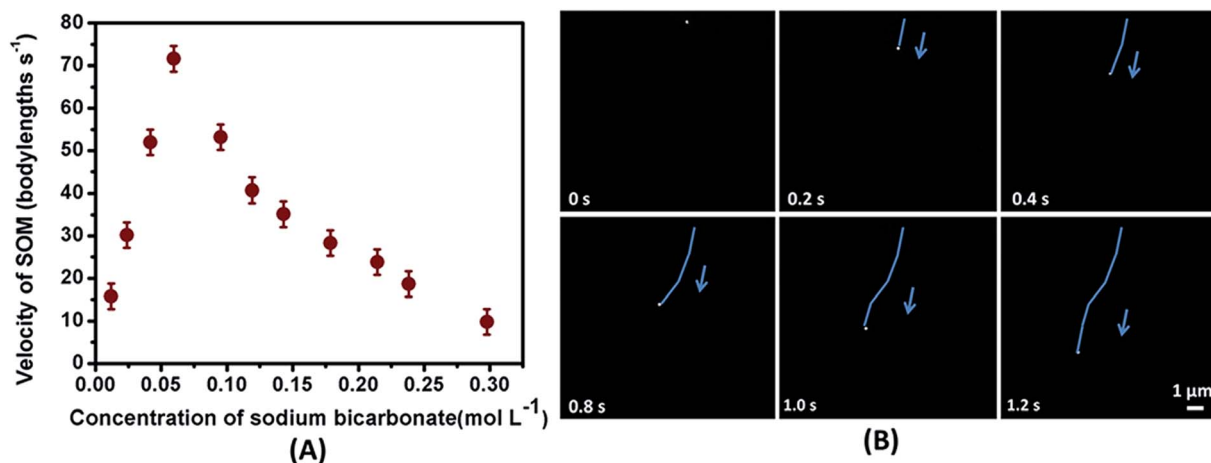 80
70
60
50
40
30
20
10
0
Velocity of SOM (bodylengths s⁻¹)
0.00 0.05 0.10 0.15 0.20 0.25 0.30
Concentration of sodium bicarbonate(mol L⁻¹)
(A)
0 s
0.2 s
0.4 s
0.8 s
1.0 s
1.2 s
1 µm
(B)